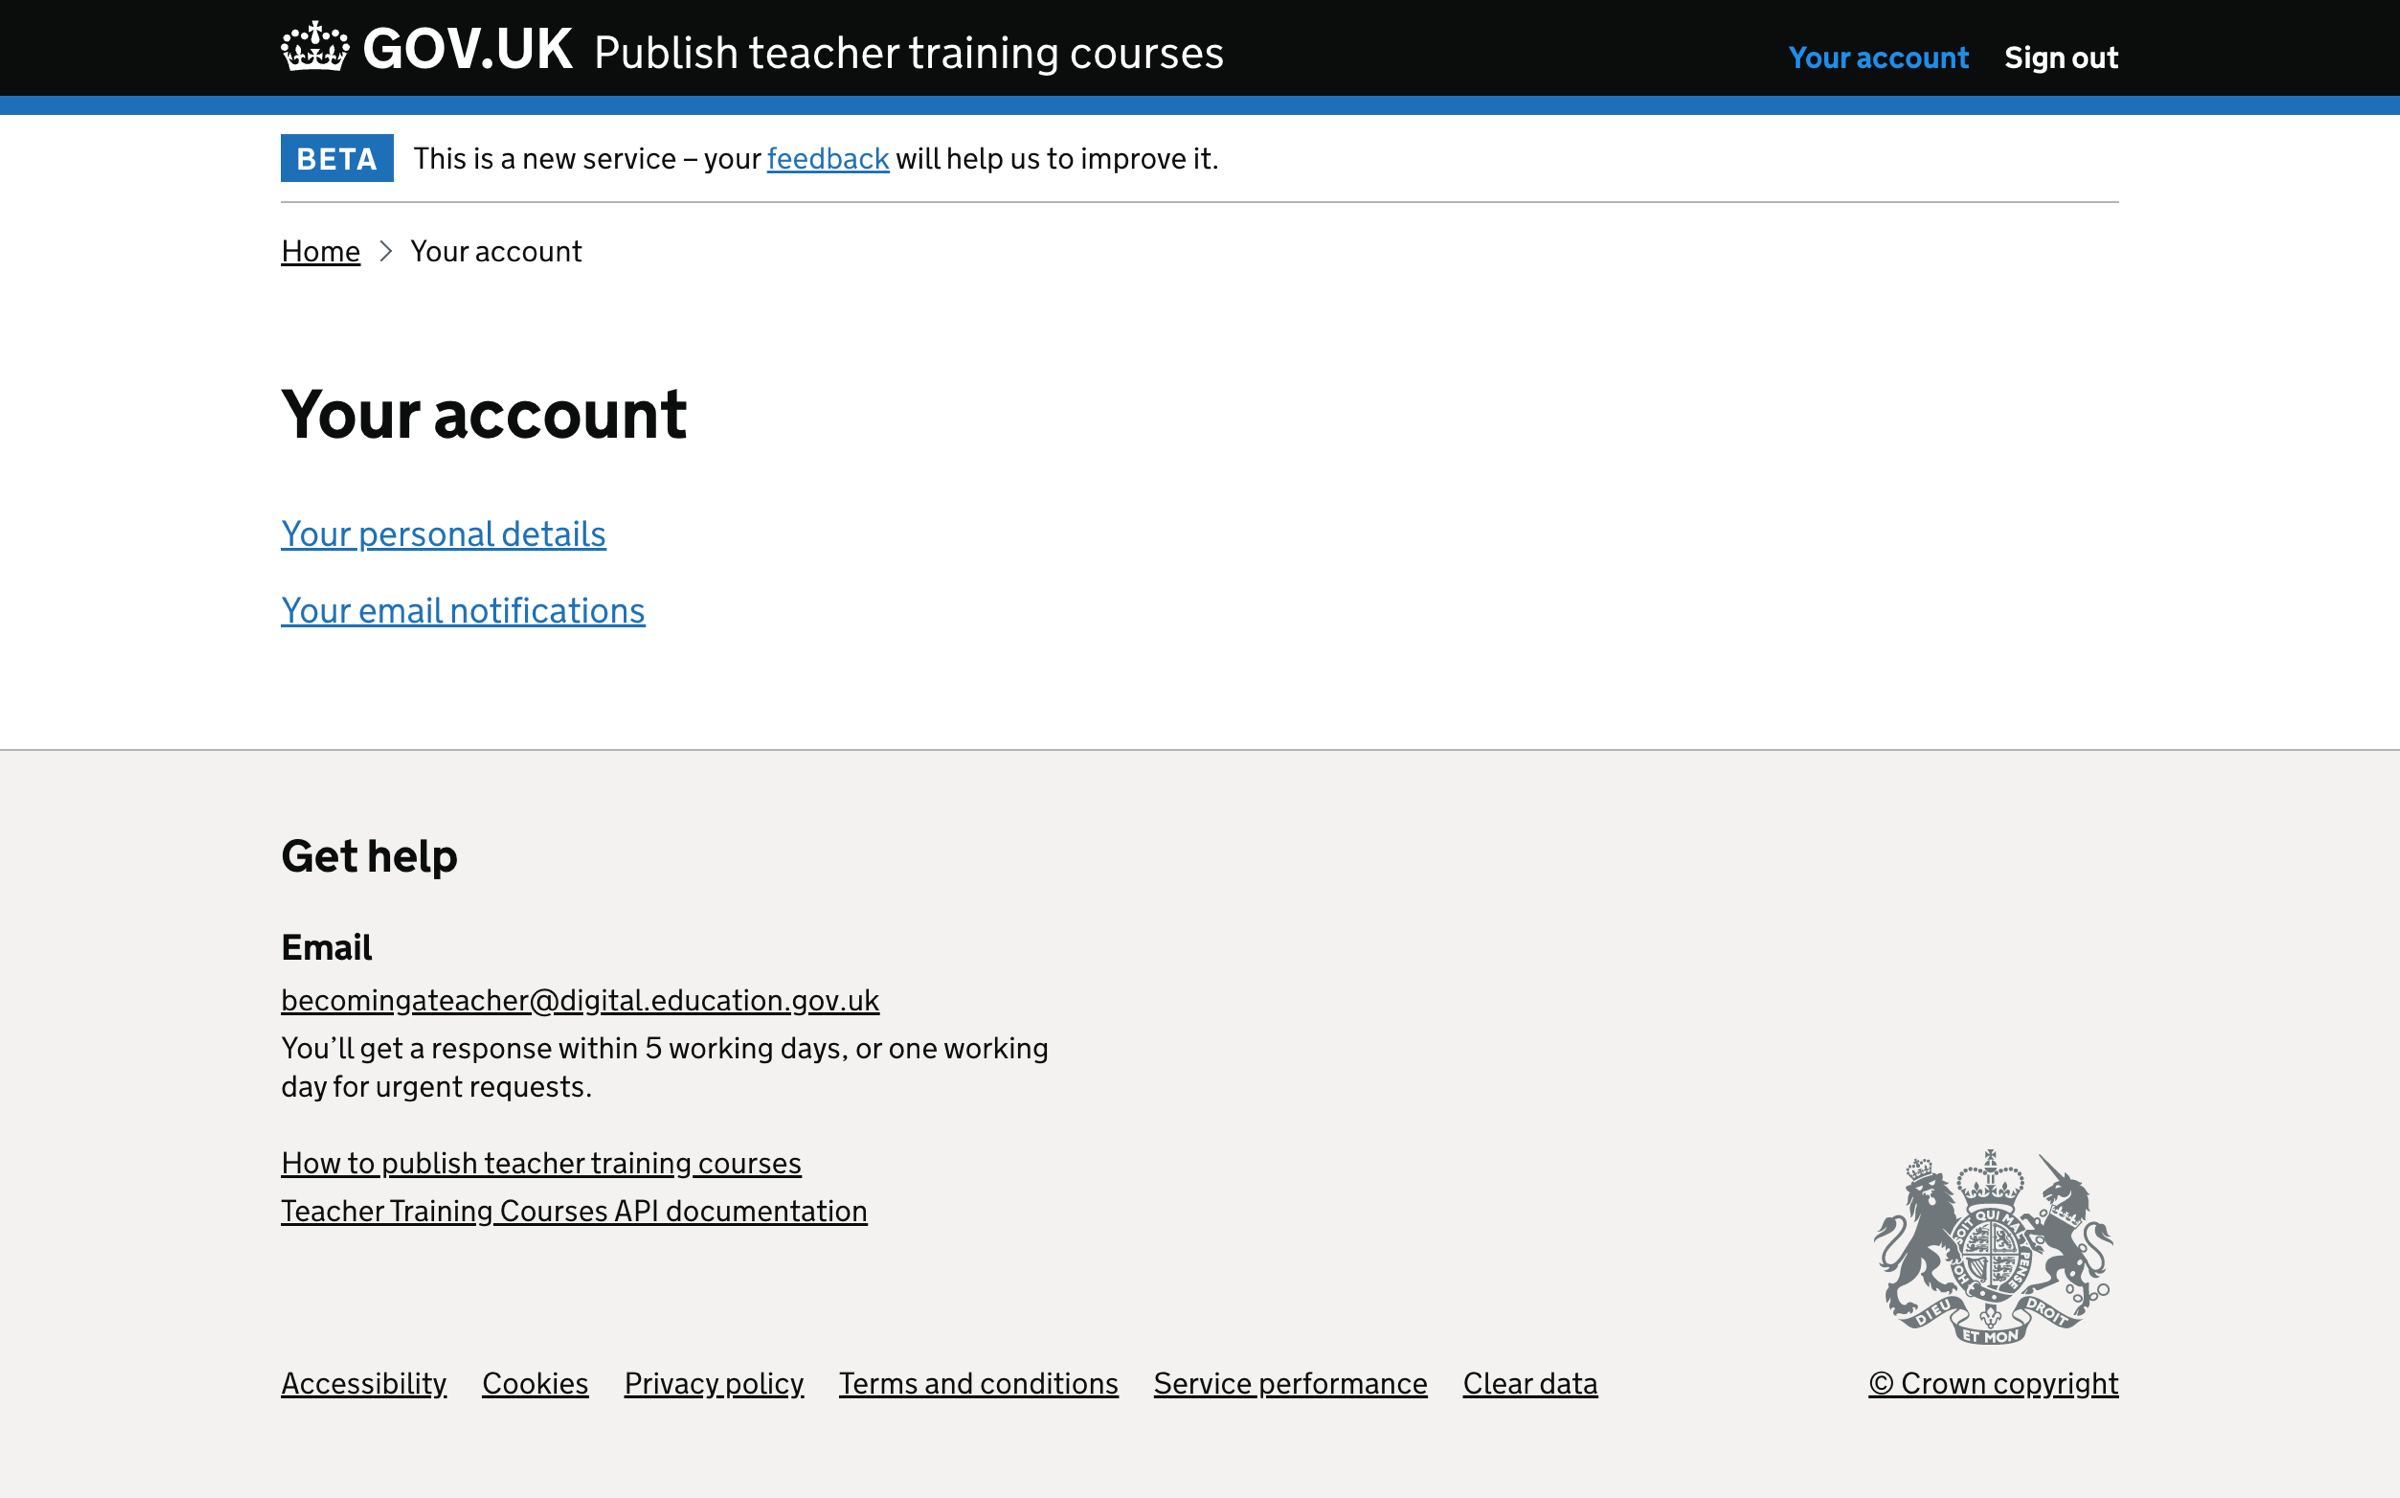 GOV.UK Publish teacher training courses
Your account Sign out
BETA This is a new service – your feedback will help us to improve it.
Home Your account
Your account
Your personal details
Your email notifications
Get help
Email
becomingateacher@digital.education.gov.uk
You’ll get a response within 5 working days, or one working
day for urgent requests.
How to publish teacher training courses
Teacher Training Courses API documentation
DIEU ET MON DROIT
Accessibility Cookies Privacy policy Terms and conditions Service performance Clear data
© Crown copyright